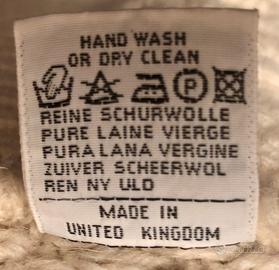 HAND WASH
OR DRY CLEAN
P
REINE SCHURWOLLE
PURE LAINE VIERGE
PURA LANA VERGINE
ZUIVER SCHEERWOL
REN NY ULD
MADE IN
UNITED KINGDOM